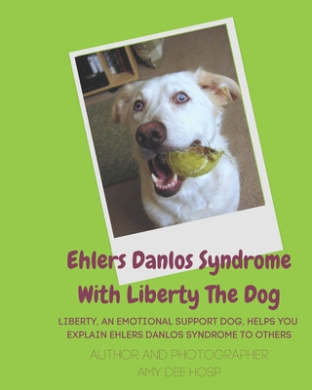 Ehlers Danlos Syndrome
With Liberty The Dog
LIBERTY, AN EMOTIONAL SUPPORT DOG, HELPS YOU
EXPLAIN EHLERS DANLOS SYNDROME TO OTHERS
AUTHOR AND PHOTOGRAPHER
AMY DEE HOSP